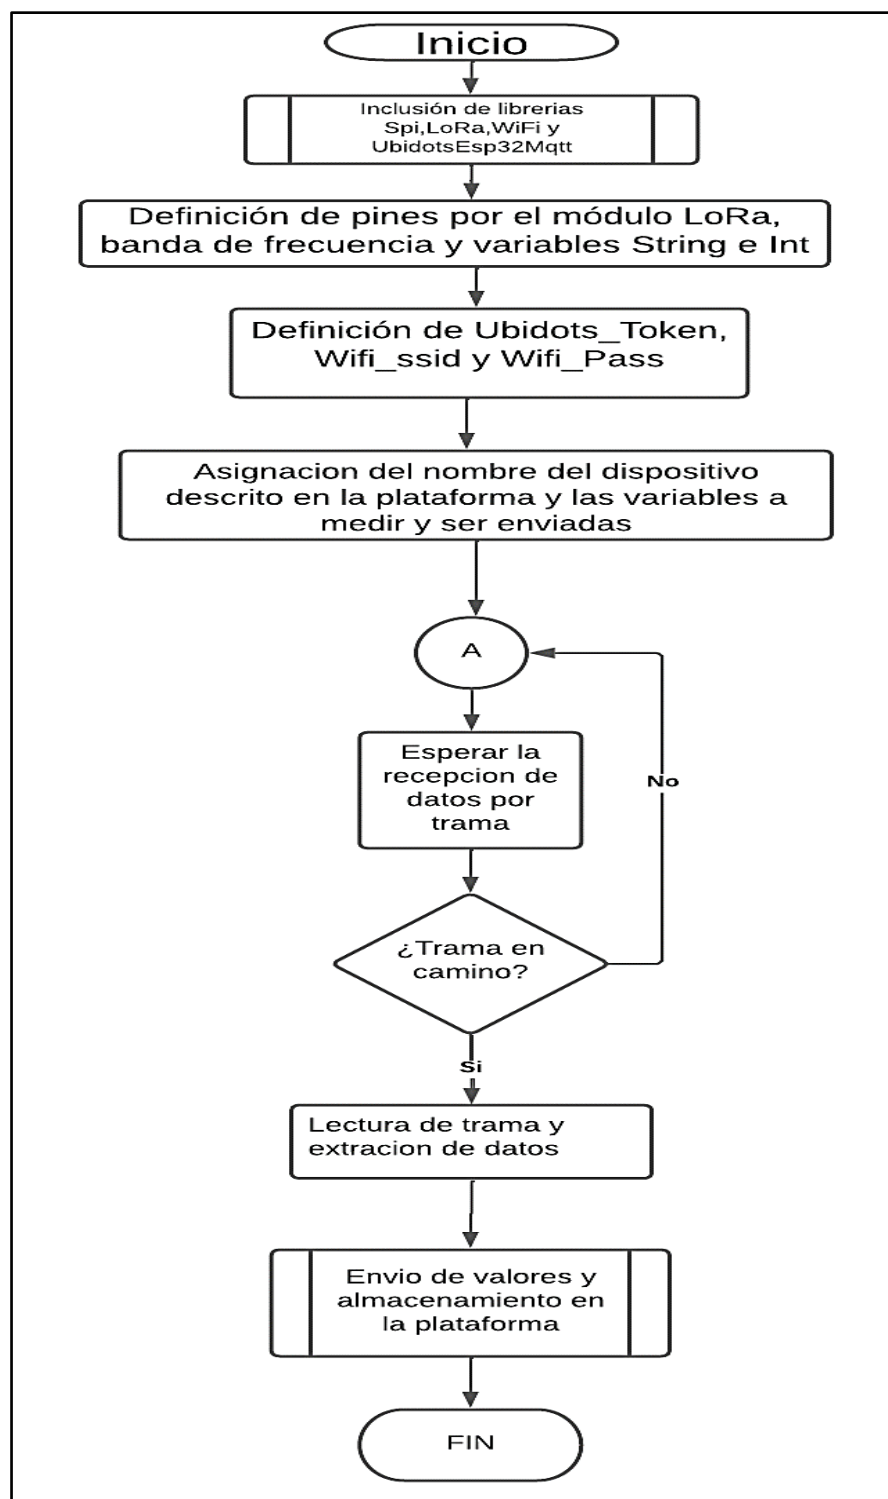 Inicio
Inclusión de librerias
Spi,LoRa,WiFi y
UbidotsEsp32Mqtt
Definición de pines por el módulo LoRa,
banda de frecuencia y variables String e Int
Definición de Ubidots_Token,
Wifi_ssid y Wifi_Pass
Asignacion del nombre del dispositivo
descrito en la plataforma y las variables a
medir y ser enviadas
A
Esperar la
recepcion de
datos por
trama
No
¿Trama en
camino?
Si
Lectura de trama y
extracion de datos
Envio de valores y
almacenamiento en
la plataforma
FIN